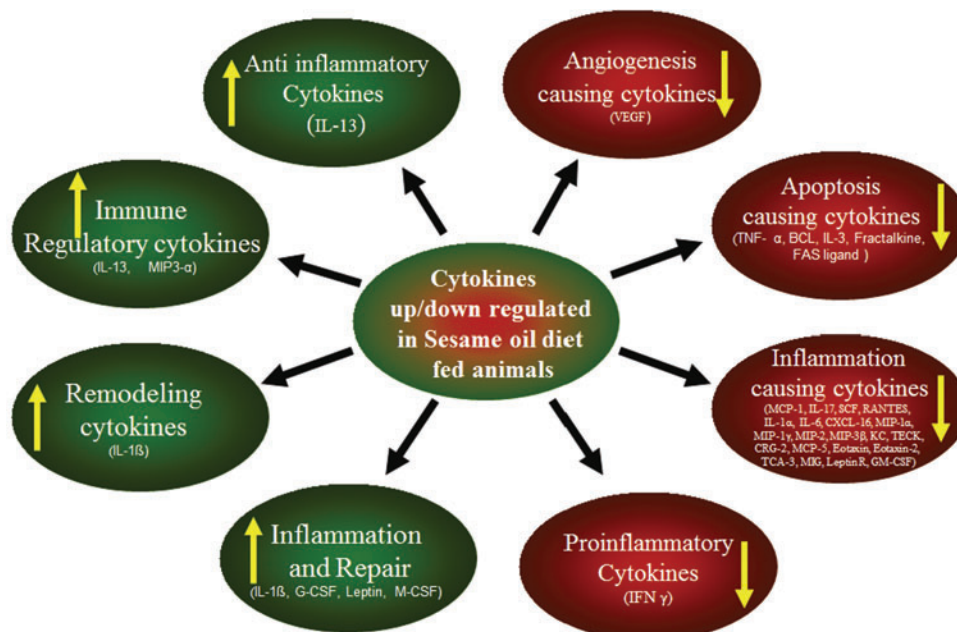 Anti inflammatory
Cytokines
(IL-13)
Angiogenesis
causing cytokines
(VEGF)
Immune
Regulatory cytokines
(IL-13, MIP3-α)
Apoptosis
causing cytokines
(TNF- α, BCL, IL-3, Fractalkine,
FAS ligand )
Cytokines
up/down regulated
in Sesame oil diet
fed animals
Remodeling
cytokines
(IL-1ß)
Inflammation
causing cytokines
(MCP-1, IL-17, SCF, RANTES,
IL-1α, IL-6, CXCL-16, MIP-1α,
MIP-1γ, MIP-2, MIP-3β, KC, TECK,
CRG-2, MCP-5, Eotaxin, Eotaxin-2,
TCA-3, MIG, Leptin R, GM-CSF)
Inflammation
and Repair
(IL-1ß, G-CSF, Leptin, M-CSF)
Proinflammatory
Cytokines
(IFN γ)